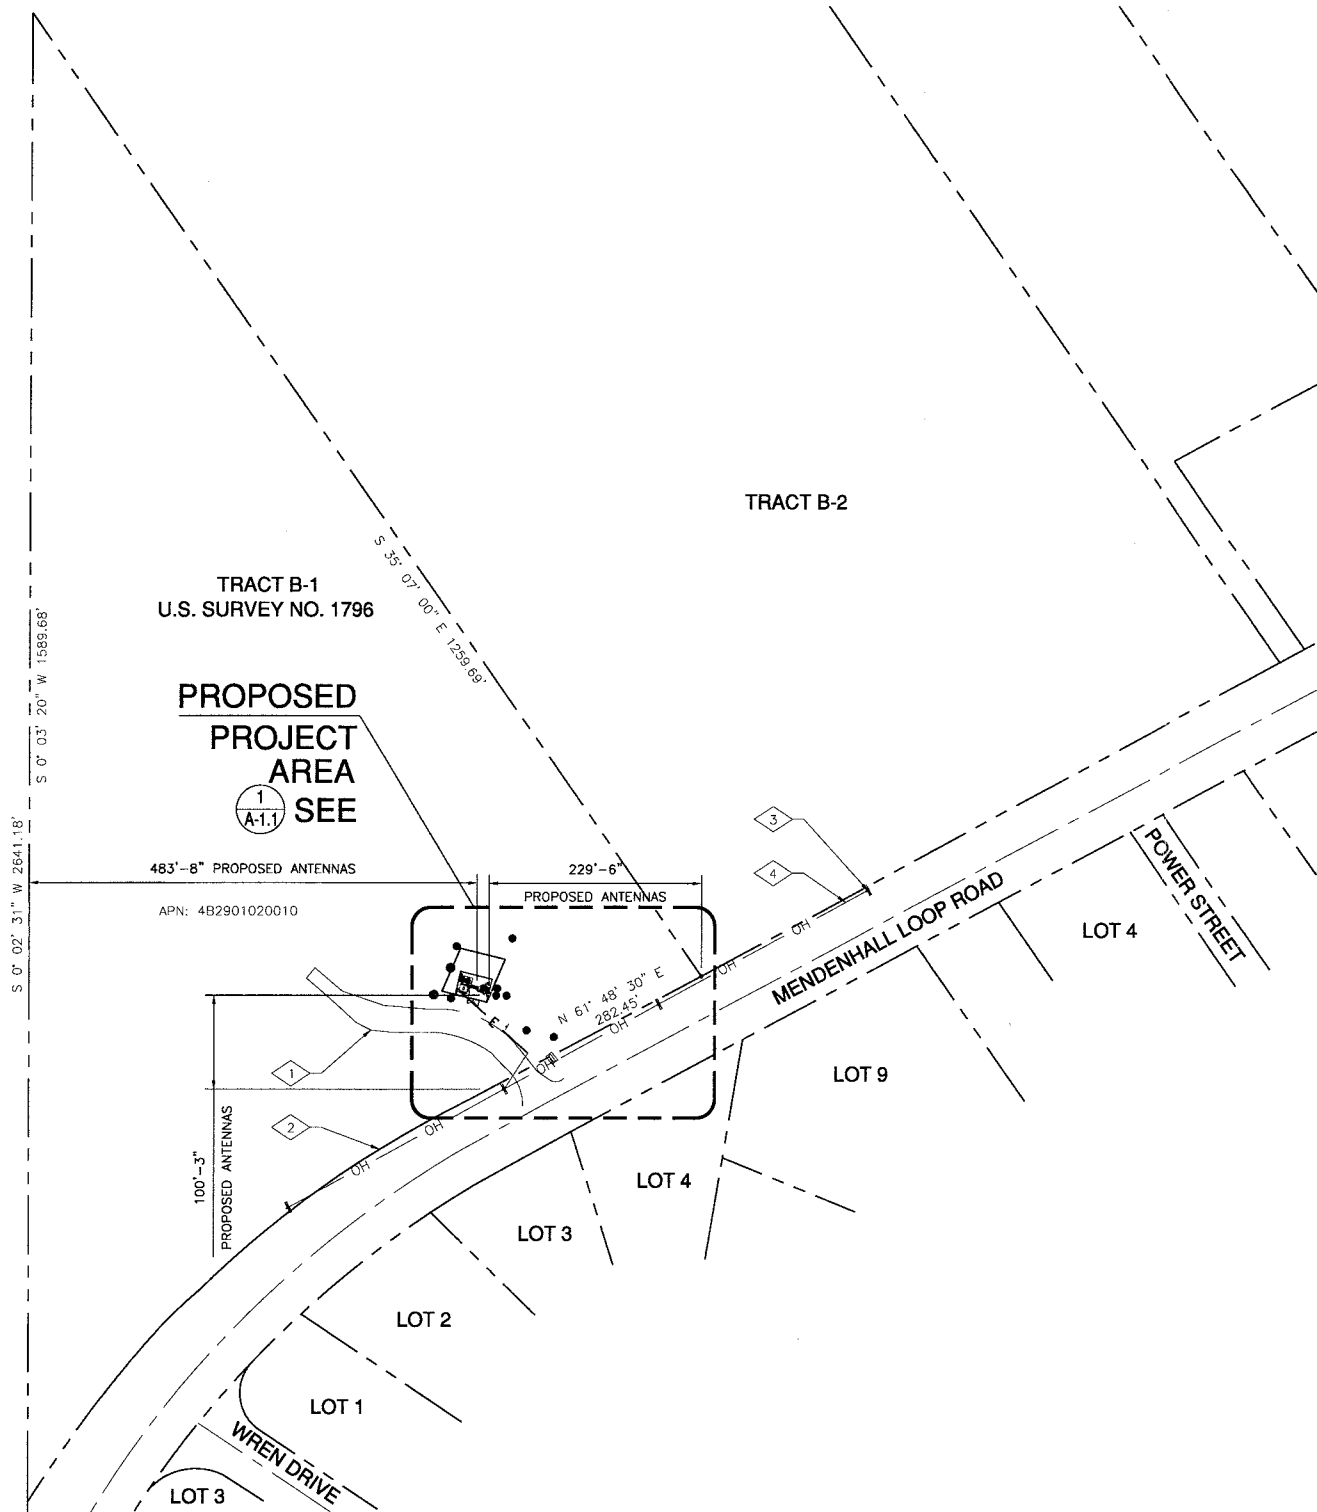 TRACT B-2
S 35° 07' 00" E 1259.69'
TRACT B-1
U.S. SURVEY NO. 1796
S 0° 03' 20" W 1589.68'
S 0° 02' 31" W 2641.18'
PROPOSED
PROJECT
AREA
SEE
1
A-1.1
3
4
483'-8" PROPOSED ANTENNAS
229'-6"
PROPOSED ANTENNAS
APN: 4B2901020010
POWER STREET
MENDENHALL LOOP ROAD
LOT 4
OH
OH
N 61° 48' 30" E
282.45'
OH
OH
E
1
2
OH
OH
100'-3"
PROPOSED ANTENNAS
LOT 9
LOT 4
LOT 3
LOT 2
LOT 1
WREN DRIVE
LOT 3